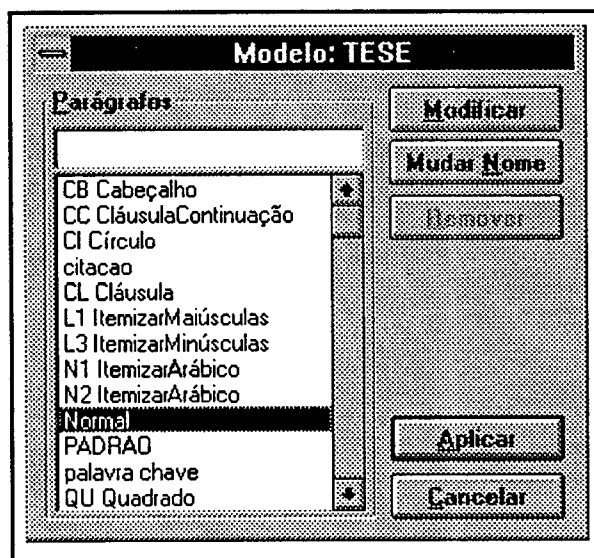 Modelo: TESE
Parágrafos
CB Cabeçalho
CC CláusulaContinuação
CI Círculo
citacao
CL Cláusula
L1 ItemizarMaiúsculas
L3 ItemizarMinúsculas
N1 ItemizarArábico
N2 ItemizarArábico
Normal
PADRAO
palavra chave
QU Quadrado
Modificar
Mudar Nome
Remover
Aplicar
Cancelar